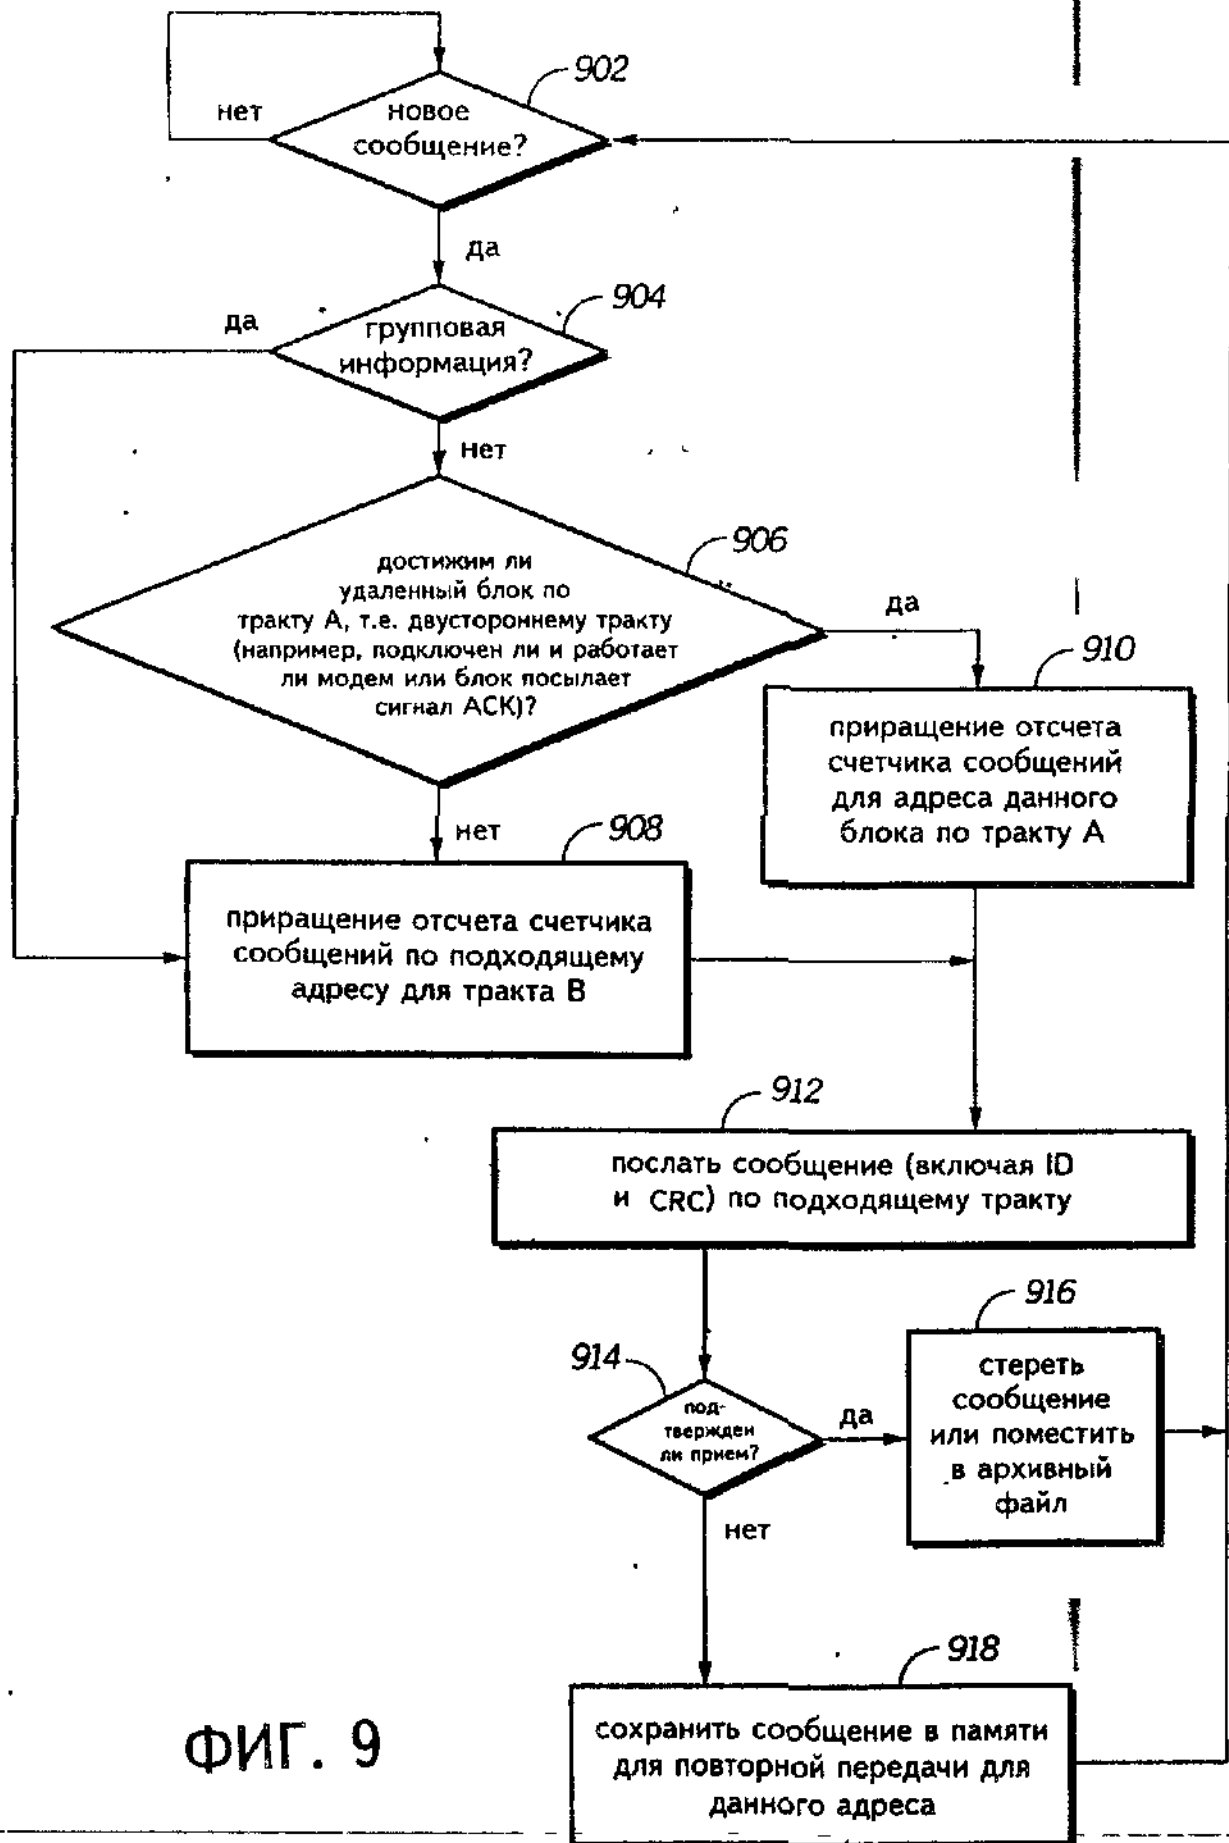 902
нет
новое
сообщение?
да
904
да
групповая
информация?
нет
906
достижим ли
удаленный блок по
тракту А, т.е. двустороннему тракту
(например, подключен ли и работает
ли модем или блок посылает
сигнал АСК)?
да
910
приращение отсчета
счетчика сообщений
для адреса данного
блока по тракту А
нет
908
приращение отсчета счетчика
сообщений по подходящему
адресу для тракта В
912
послать сообщение (включая ID
и CRC) по подходящему тракту
916
914
под-
твержден
ли прием?
да
стереть
сообщение
или поместить
в архивный
файл
нет
918
сохранить сообщение в памяти
для повторной передачи для
данного адреса
ФИГ. 9